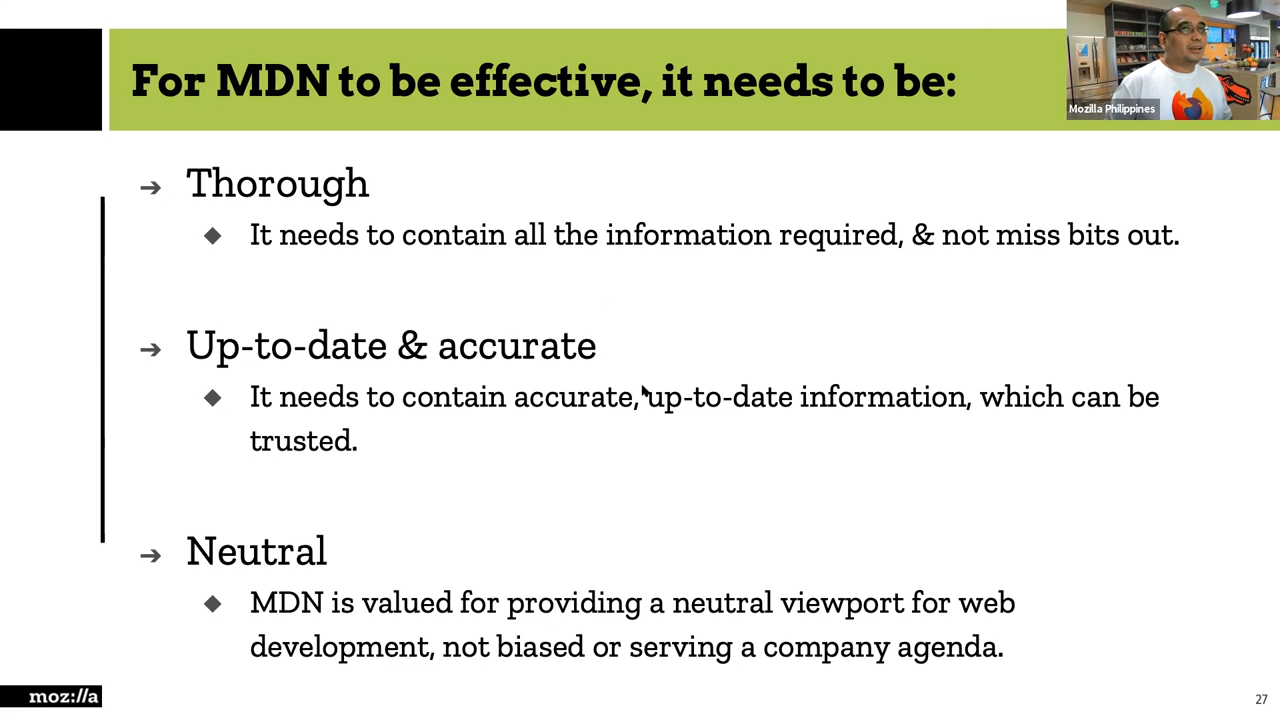 For MDN to be effective, it needs to be:
Mozilla Philippines
➔ Thorough
◆ It needs to contain all the information required, & not miss bits out.
➔ Up-to-date & accurate
◆ It needs to contain accurate, up-to-date information, which can be
trusted.
➔ Neutral
◆ MDN is valued for providing a neutral viewport for web
development, not biased or serving a company agenda.
moz://a
27